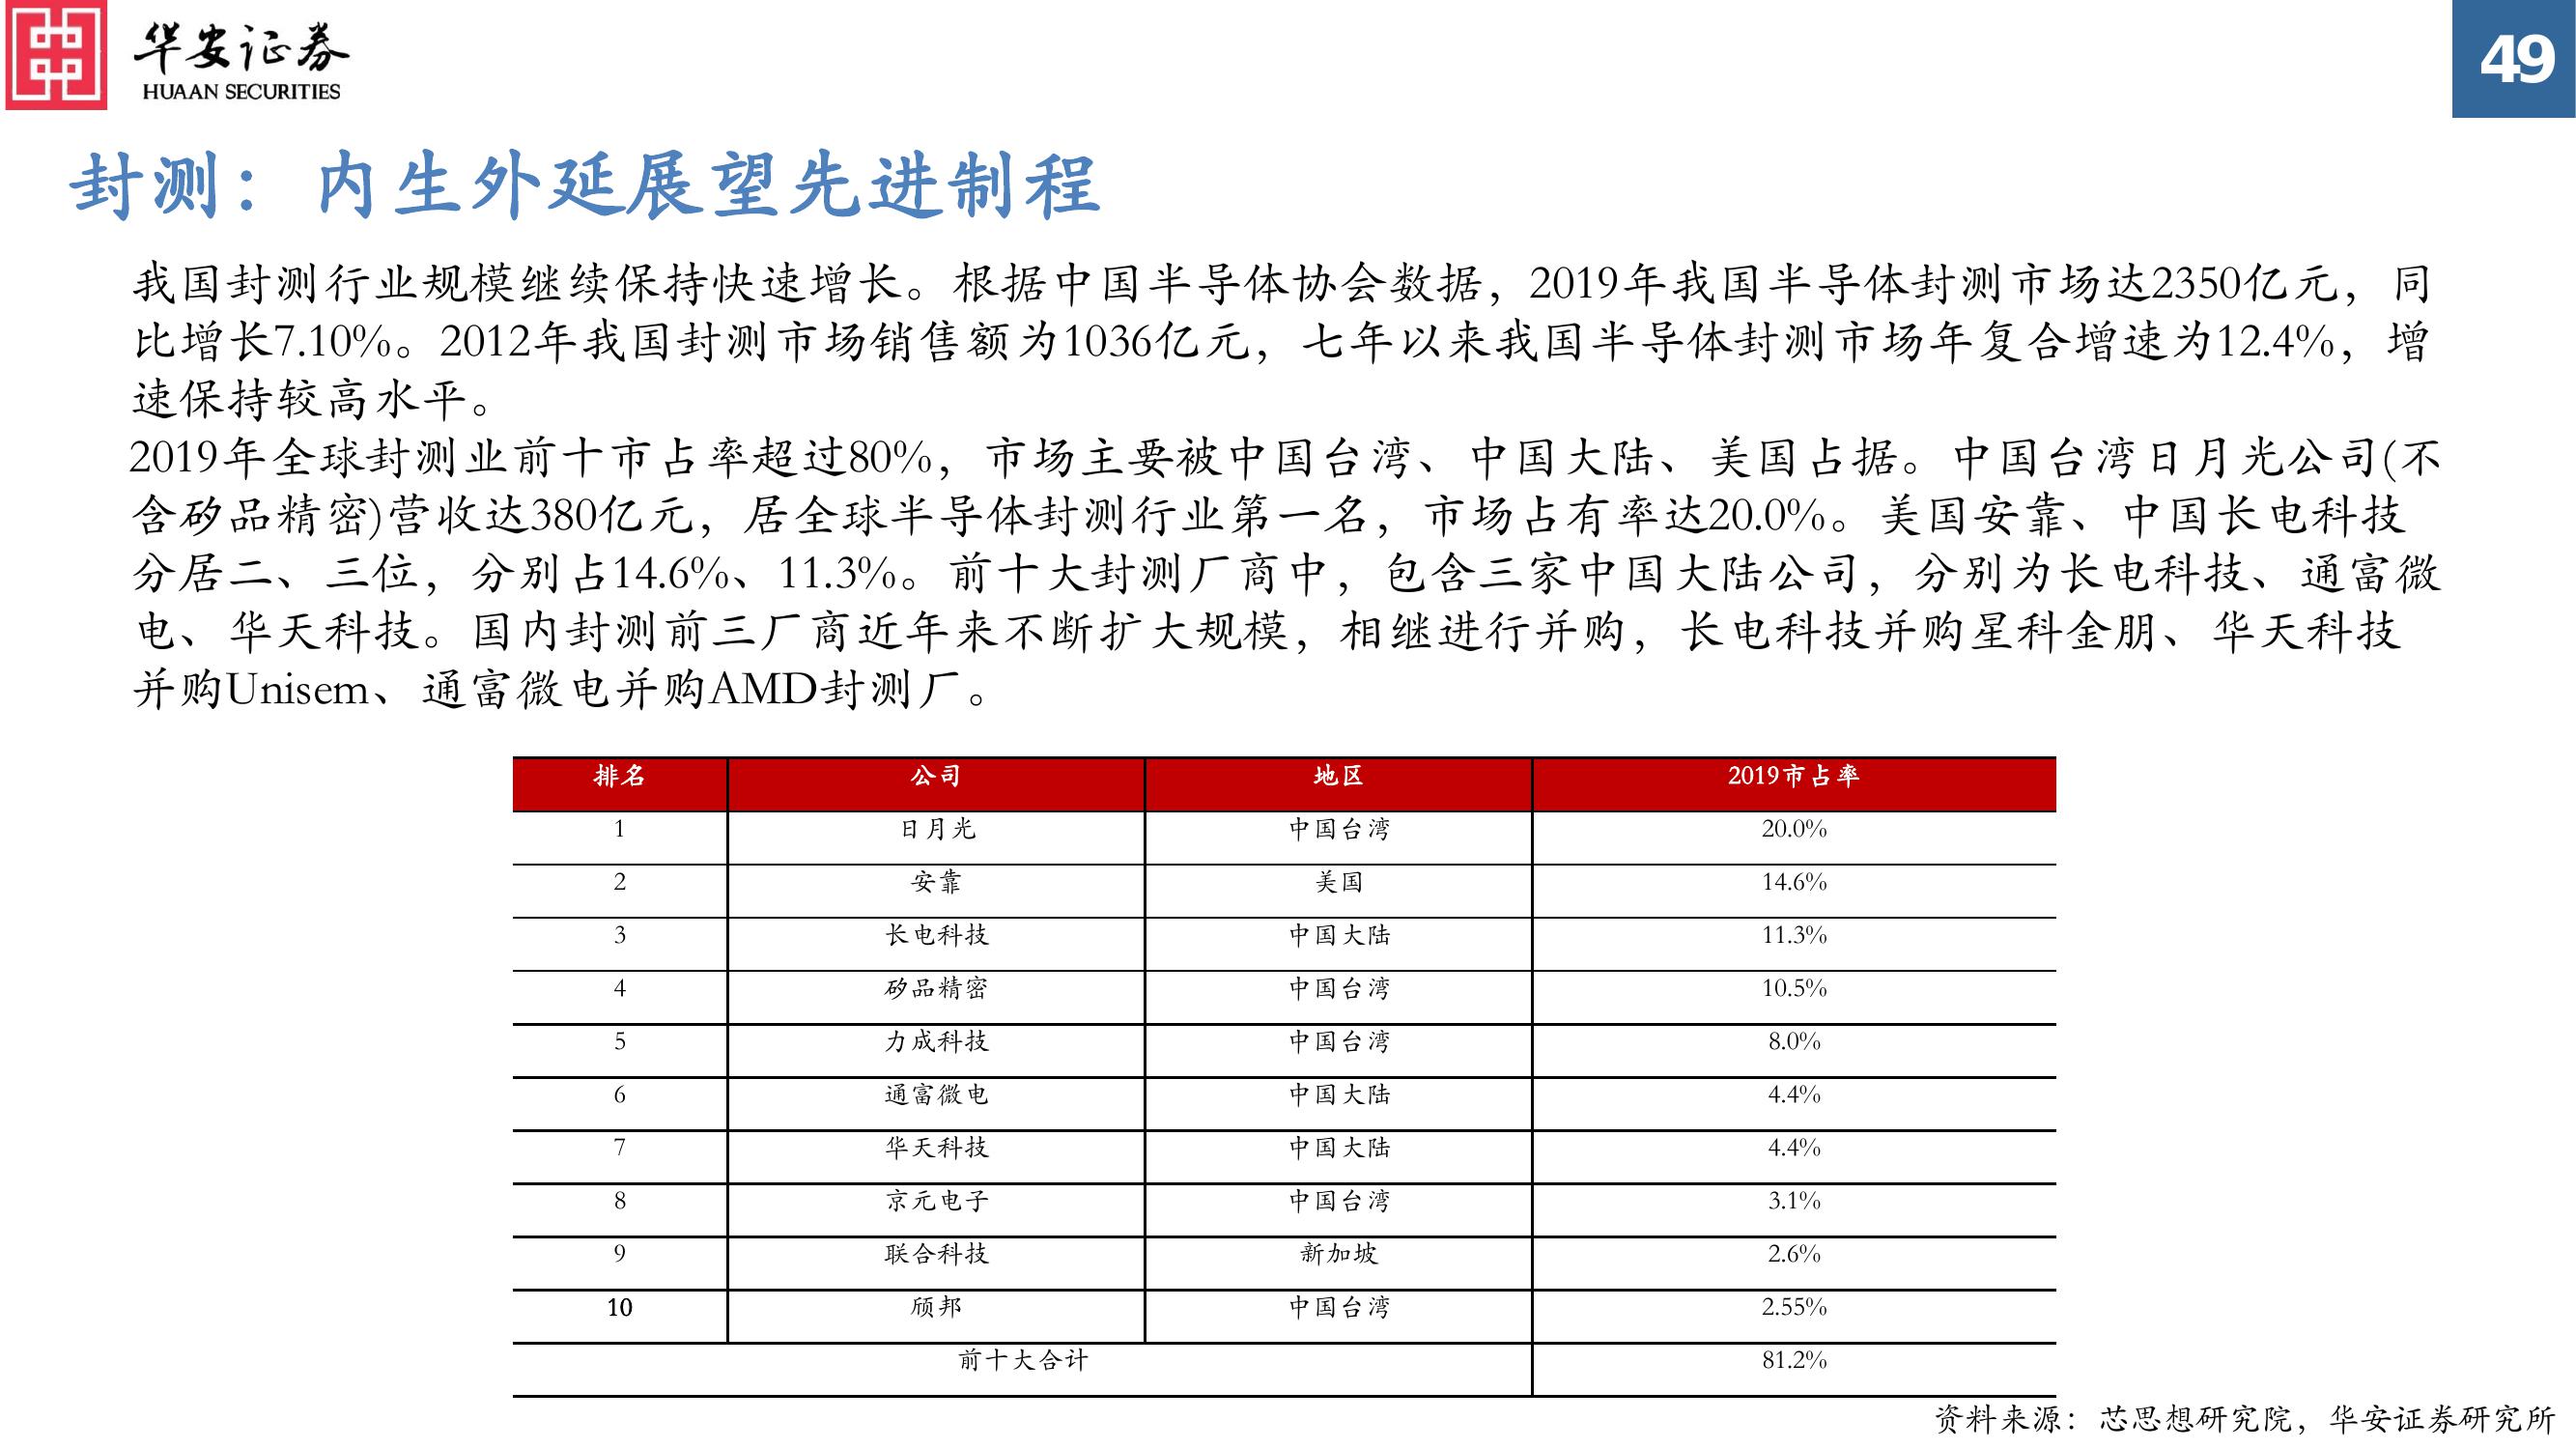 华安证券
HUAAN SECURITIES
49
封测：内生外延展望先进制程
我国封测行业规模继续保持快速增长。根据中国半导体协会数据，2019年我国半导体封测市场达2350亿元，同
比增长7.10%。2012年我国封测市场销售额为1036亿元，七年以来我国半导体封测市场年复合增速为12.4%，增
速保持较高水平。
2019年全球封测业前十市占率超过80%，市场主要被中国台湾、中国大陆、美国占据。中国台湾日月光公司(不
含矽品精密)营收达380亿元，居全球半导体封测行业第一名，市场占有率达20.0%。美国安靠、中国长电科技
分居二、三位，分别占14.6%、11.3%。前十大封测厂商中，包含三家中国大陆公司，分别为长电科技、通富微
电、华天科技。国内封测前三厂商近年来不断扩大规模，相继进行并购，长电科技并购星科金朋、华天科技
并购Unisem、通富微电并购AMD封测厂。
排名 公司 地区 2019市占率
1 日月光 中国台湾 20.0%
2 安靠 美国 14.6%
3 长电科技 中国大陆 11.3%
4 矽品精密 中国台湾 10.5%
5 力成科技 中国台湾 8.0%
6 通富微电 中国大陆 4.4%
7 华天科技 中国大陆 4.4%
8 京元电子 中国台湾 3.1%
9 联合科技 新加坡 2.6%
10 颀邦 中国台湾 2.55%
前十大合计 81.2%
资料来源：芯思想研究院，华安证券研究所